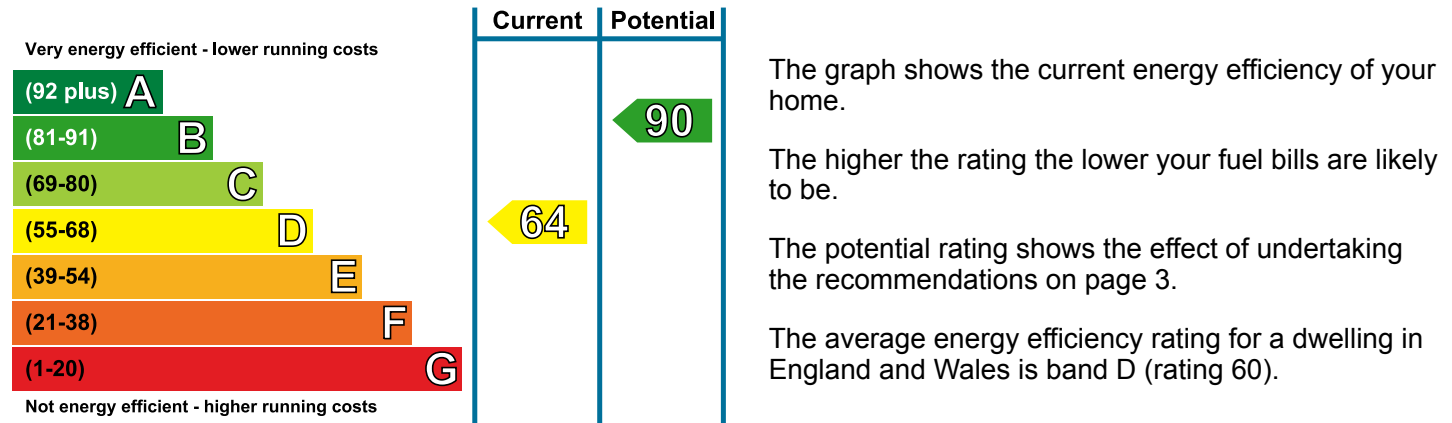 Current Potential
Very energy efficient - lower running costs
(92 plus) A
(81-91) B
(69-80) C
(55-68) D
(39-54) E
(21-38) F
(1-20) G
Not energy efficient - higher running costs
90
64
The graph shows the current energy efficiency of your
home.
The higher the rating the lower your fuel bills are likely
to be.
The potential rating shows the effect of undertaking
the recommendations on page 3.
The average energy efficiency rating for a dwelling in
England and Wales is band D (rating 60).